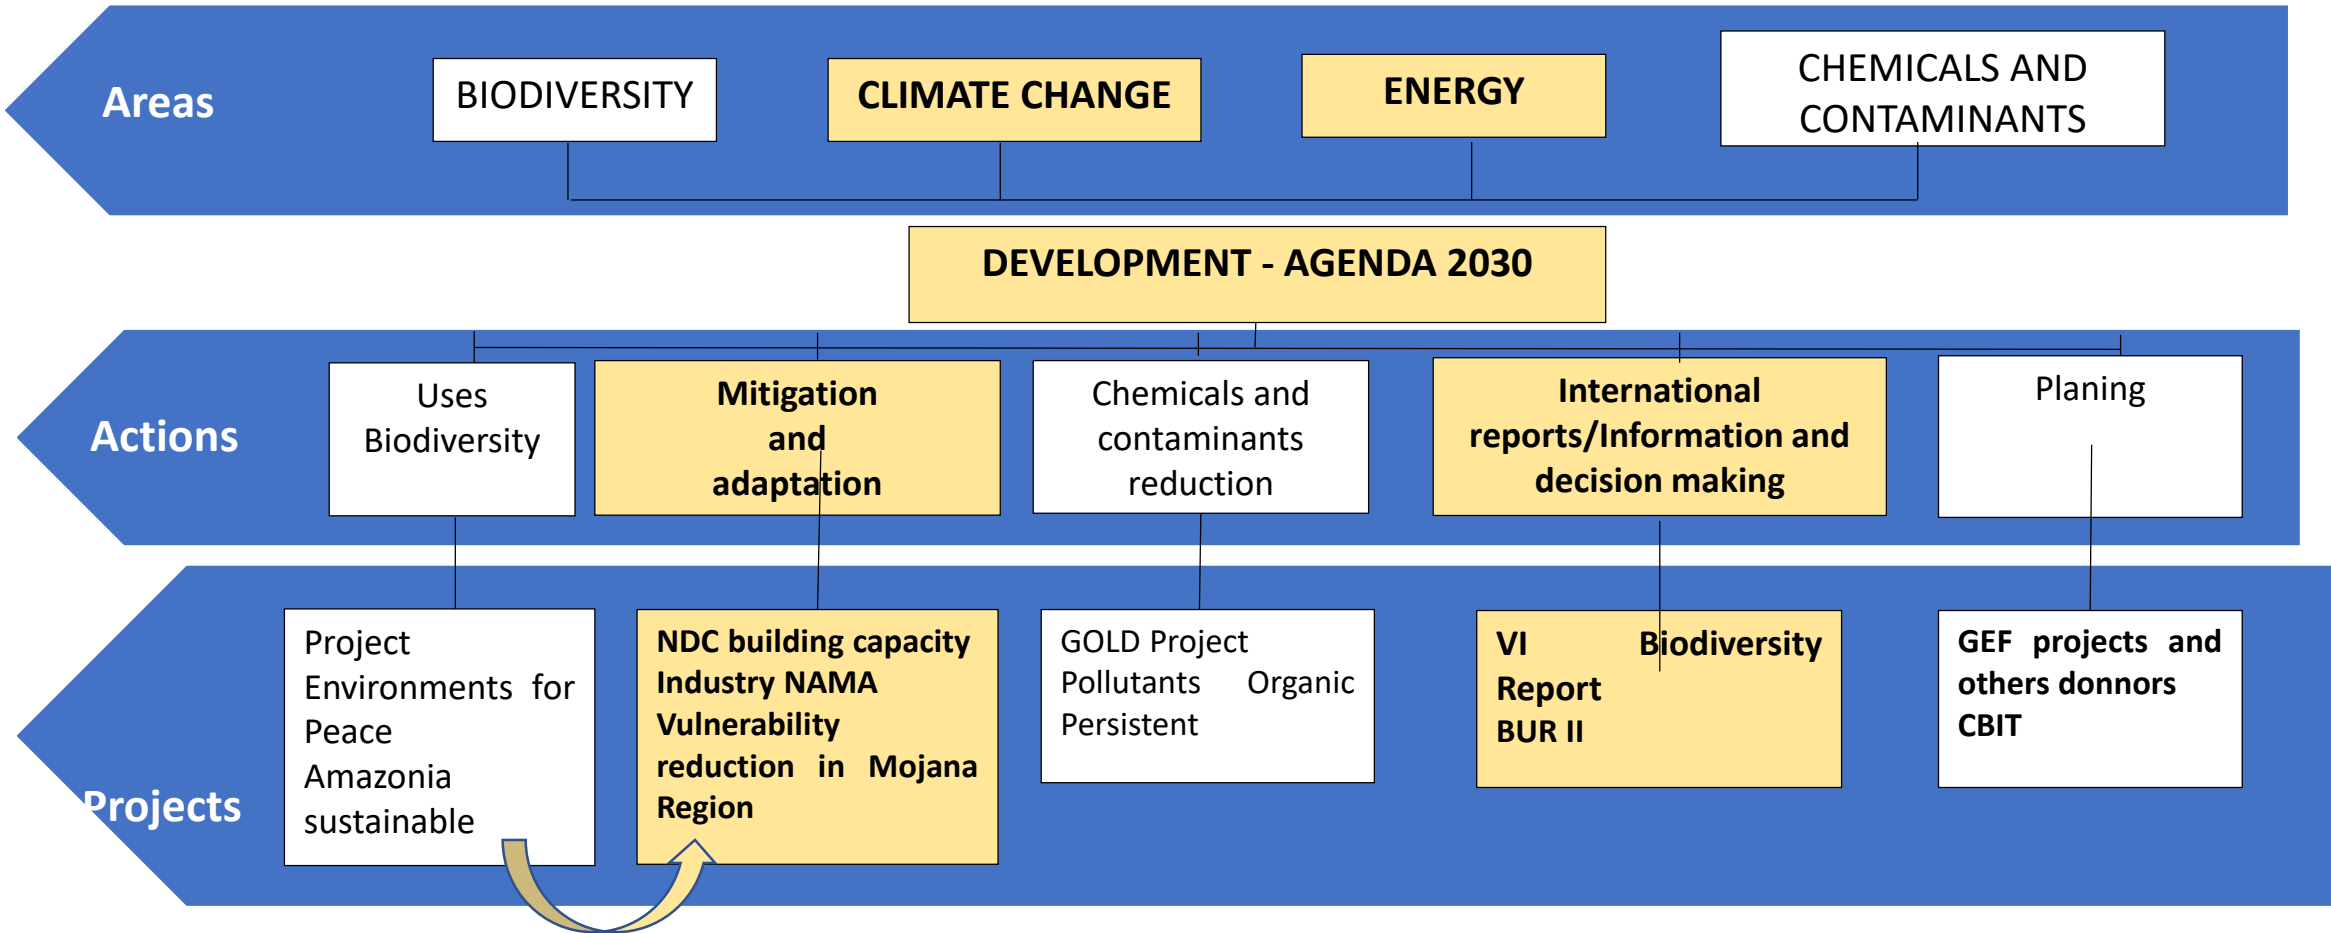 Areas
BIODIVERSITY
CLIMATE CHANGE
ENERGY
CHEMICALS AND
CONTAMINANTS
DEVELOPMENT - AGENDA 2030
Actions
Uses
Biodiversity
Mitigation
and
adaptation
Chemicals and
contaminants
reduction
International
reports/Information and
decision making
Planing
Projects
Project
Environments for
Peace
Amazonia
sustainable
NDC building capacity
Industry NAMA
Vulnerability
reduction in Mojana
Region
GOLD Project
Pollutants Organic
Persistent
VI Biodiversity
Report
BUR II
GEF projects and
others donnors
CBIT